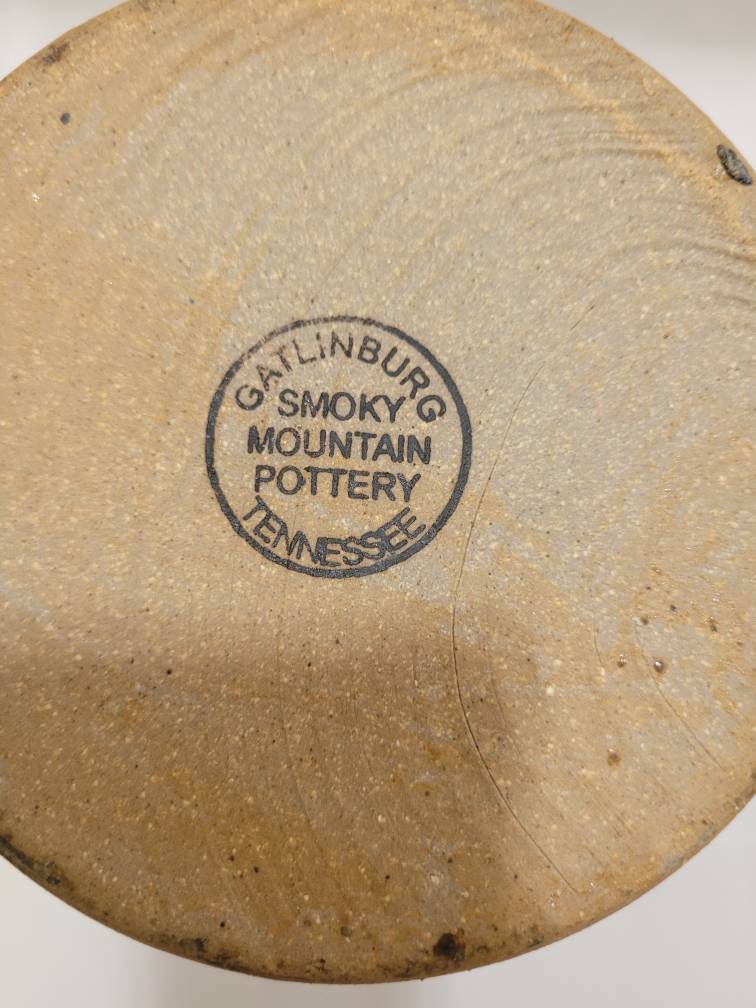 GATLINBURG
SMOKY
MOUNTAIN
POTTERY
TENNESSEE